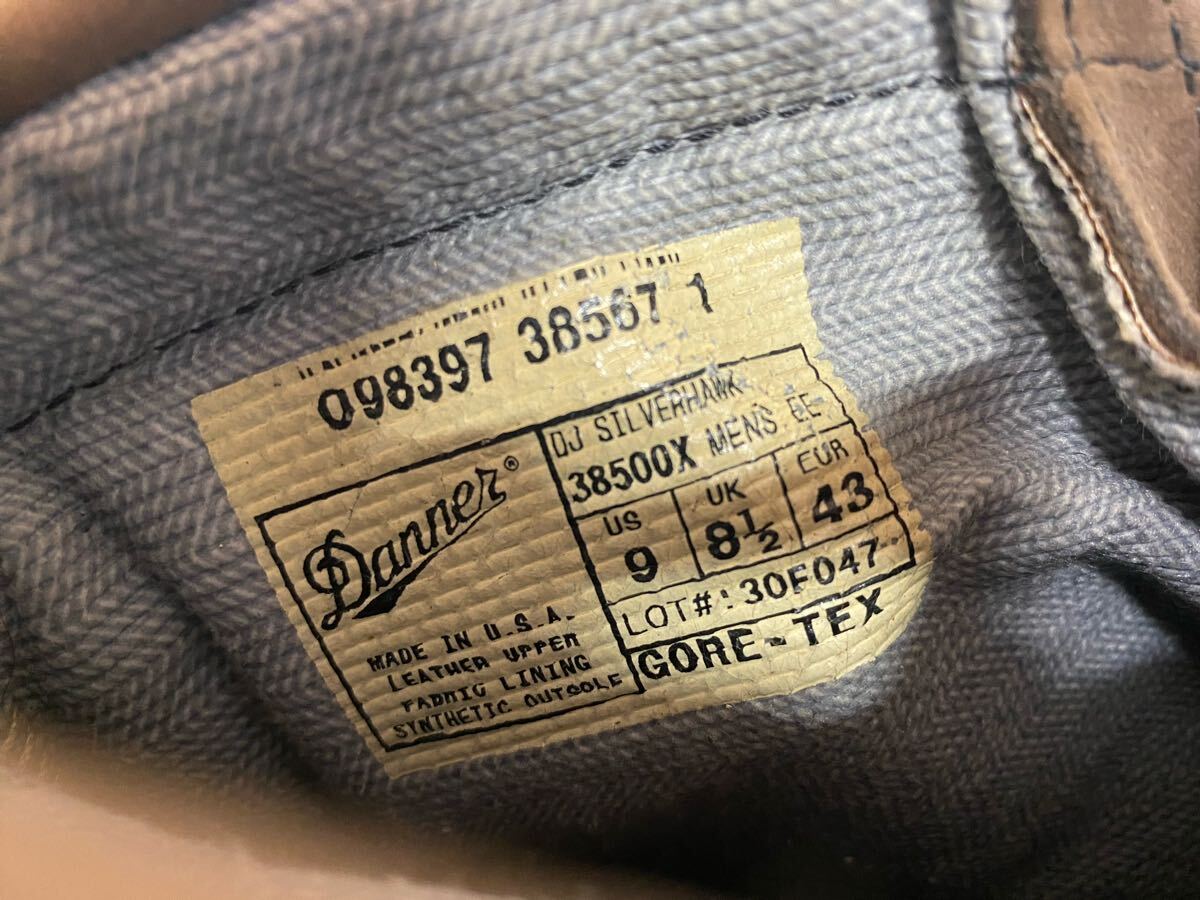 098397 38567 1
DJ SILVERHAWK
38500X MENS EE
US UK EUR
9 8½ 43
LOT#:30F047
GORE-TEX
Danner®
MADE IN U.S.A.
LEATHER UPPER
FABRIC LINING
SYNTHETIC OUTSOLE